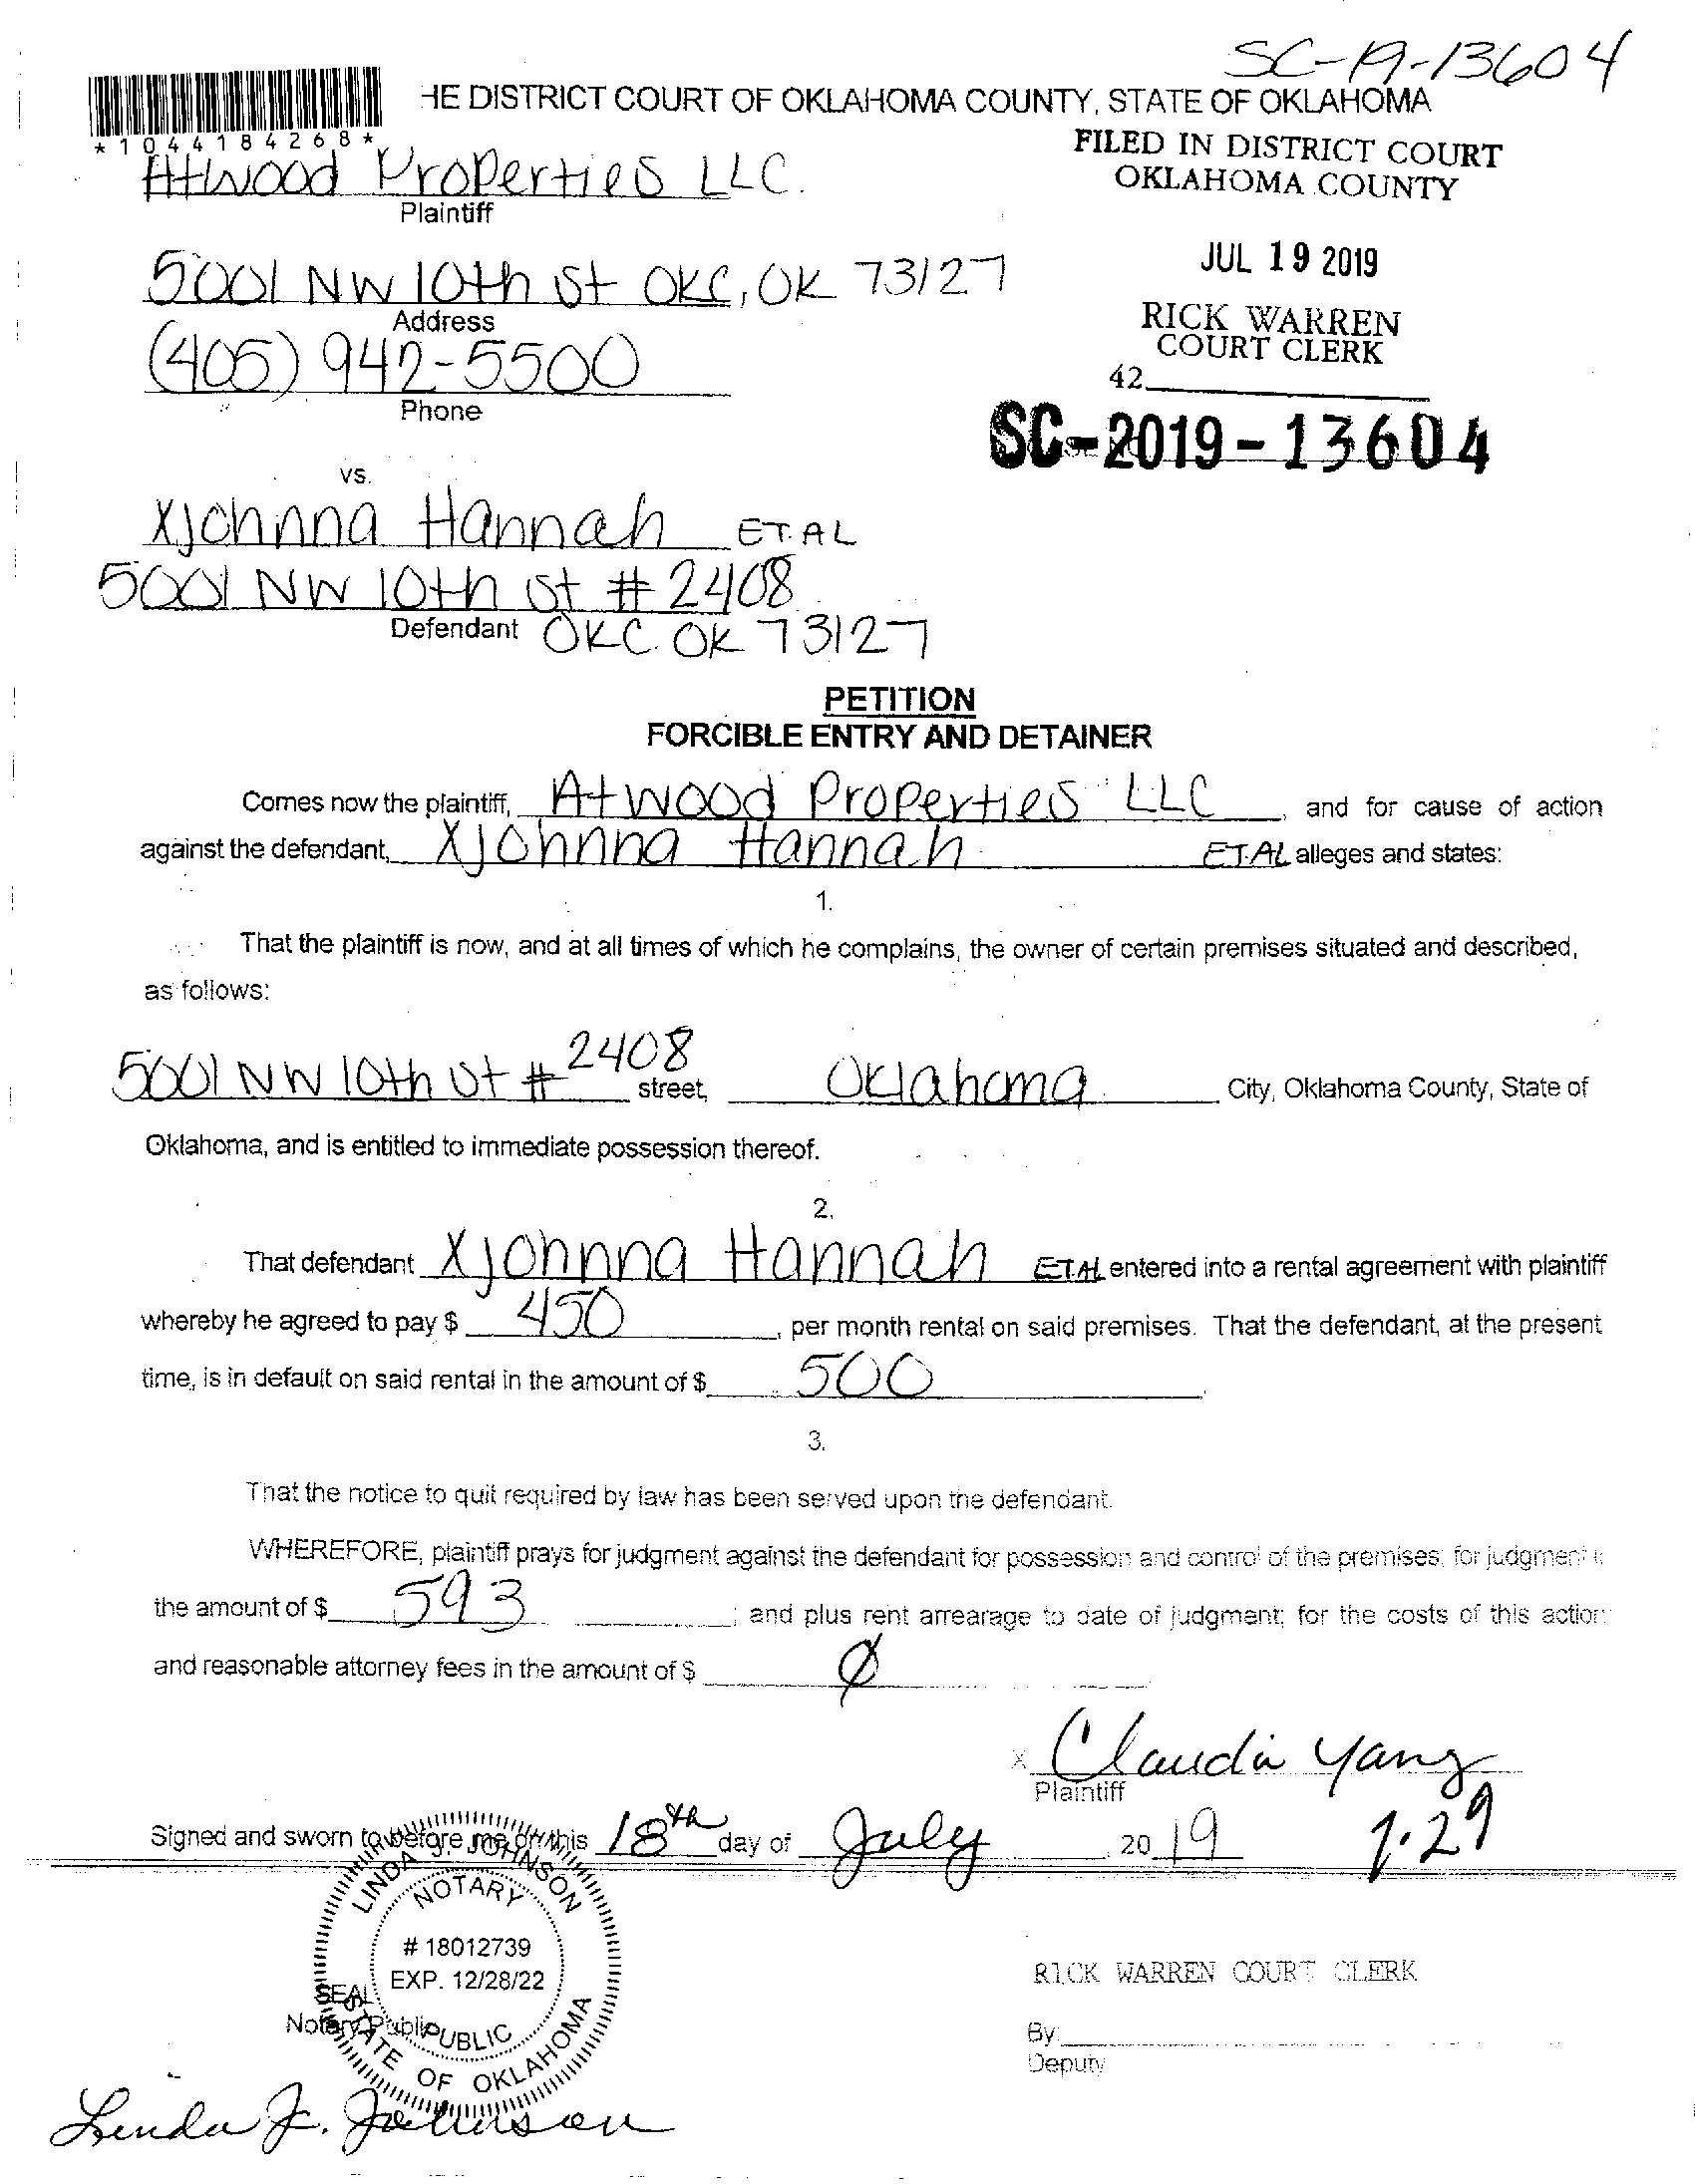 SC-19-13604
HE DISTRICT COURT OF OKLAHOMA COUNTY, STATE OF OKLAHOMA
*1044184268*
FILED IN DISTRICT COURT
OKLAHOMA COUNTY
Atwood Properties LLC.
Plaintiff
JUL 19 2019
5001 NW 10th St OKC, OK 73127
Address
RICK WARREN
COURT CLERK
(405) 942-5500
Phone
42
SC-2019-13604
vs.
Xjohnna Hannah ET.AL
5001 NW 10th St # 2408
Defendant OKC. OK 73127
PETITION
FORCIBLE ENTRY AND DETAINER
Comes now the plaintiff, Atwood Properties LLC, and for cause of action
against the defendant, Xjohnna Hannah ET.AL alleges and states:
1.
That the plaintiff is now, and at all times of which he complains, the owner of certain premises situated and described,
as follows:
5001 NW 10th St # 2408 street, Oklahoma City, Oklahoma County, State of
Oklahoma, and is entitled to immediate possession thereof.
2.
That defendant Xjohnna Hannah ET.AL entered into a rental agreement with plaintiff
whereby he agreed to pay $ 450, per month rental on said premises. That the defendant, at the present
time, is in default on said rental in the amount of $ 500
3.
That the notice to quit required by law has been served upon the defendant.
WHEREFORE, plaintiff prays for judgment against the defendant for possession and control of the premises; for judgment
the amount of $ 593; and plus rent arrearage to date of judgment; for the costs of this action
and reasonable attorney fees in the amount of $ Ø
x Claudia Yang
Plaintiff
Signed and sworn to before me on this 18th day of July 2019
7.29
LINDA J. JOHNSON
NOTARY
# 18012739
EXP. 12/28/22
PUBLIC
STATE OF OKLAHOMA
SEAL
Notary Public
RICK WARREN COURT CLERK
By:
Deputy
Linda J. Johnson